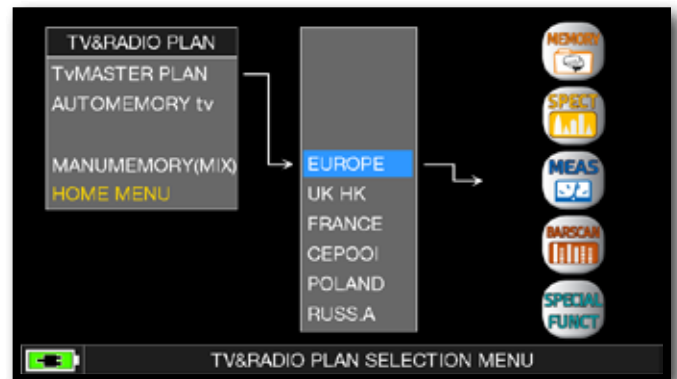 TV&RADIO PLAN
TvMASTER PLAN
AUTOMEMORY tv
MANUMEMORY(MIX)
HOME MENU
EUROPE
UK HK
FRANCE
CEPOOI
POLAND
RUSS.A
MEMORY
SPECT
MEAS
BARSCAN
SPECIAL
FUNCT
TV&RADIO PLAN SELECTION MENU